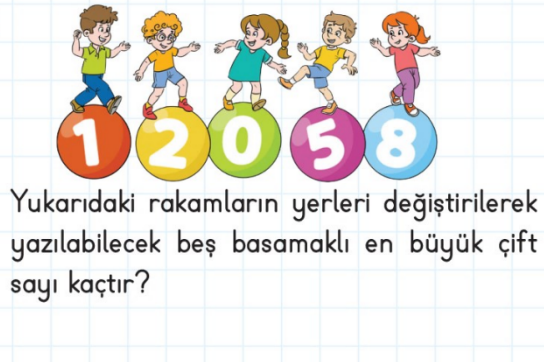 1 2 0 5 8
Yukarıdaki rakamların yerleri değiştirilerek
yazılabilecek beş basamaklı en büyük çift
sayı kaçtır?